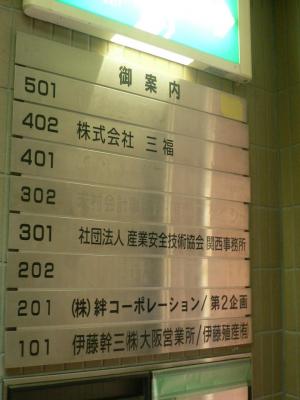 御案内
501
402 株式会社 三福
401
302
301 社団法人 産業安全技術協会 関西事務所
202
201 (株)絆コーポレーション/第2企画
101 伊藤幹三(株)大阪営業所/伊藤殖産(有)